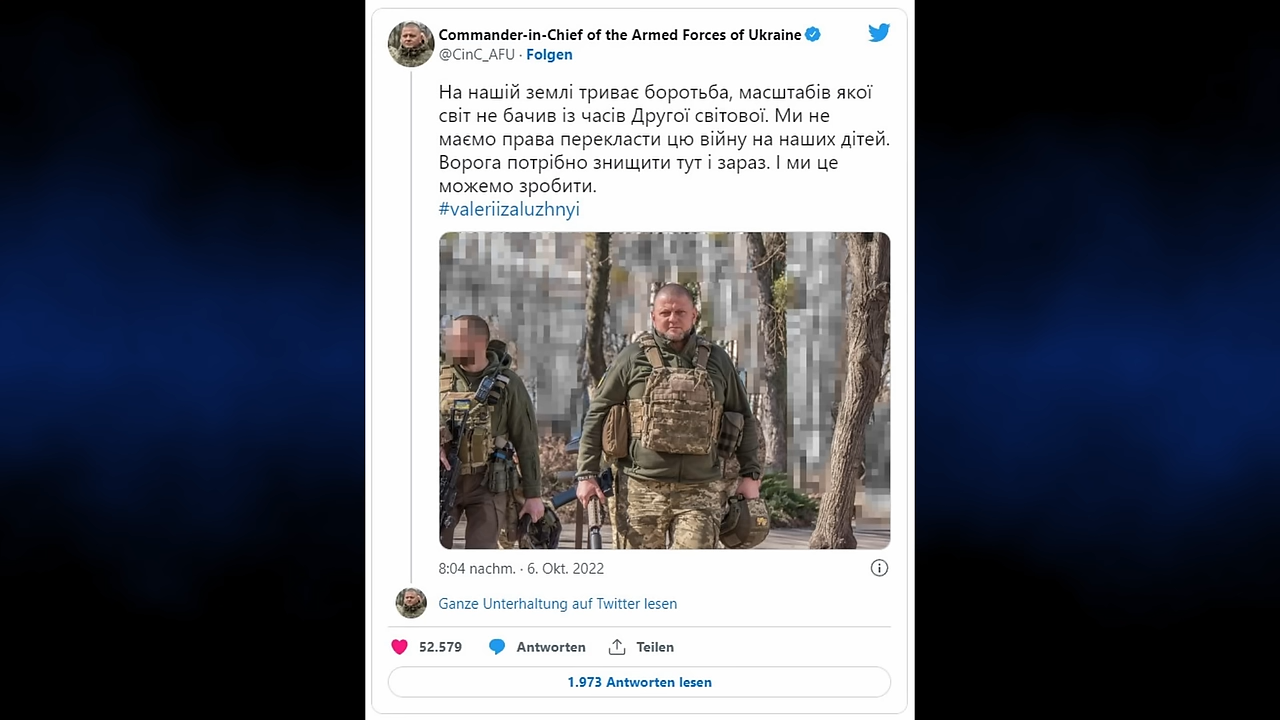 Commander-in-Chief of the Armed Forces of Ukraine
@CinC_AFU · Folgen
На нашій землі триває боротьба, масштабів якої
світ не бачив із часів Другої світової. Ми не
маємо права перекласти цю війну на наших дітей.
Ворога потрібно знищити тут і зараз. І ми це
можемо зробити.
#valeriizaluzhnyi
8:04 nachm. · 6. Okt. 2022
Ganze Unterhaltung auf Twitter lesen
52.579 Antworten Teilen
1.973 Antworten lesen